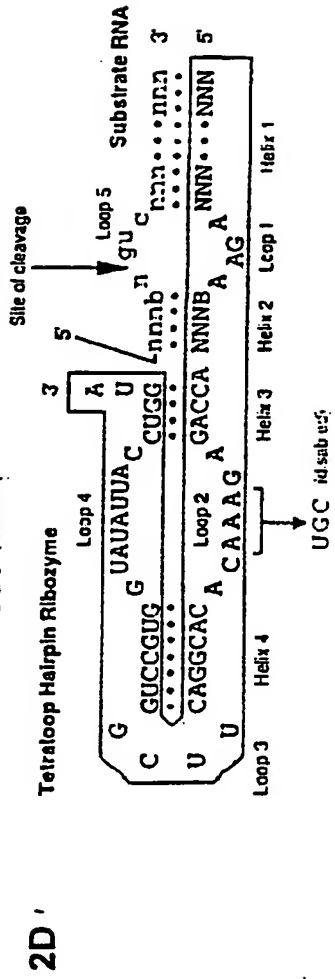 2D
Tetraloop Hairpin Ribozyme
Site of cleavage
5'
3'
Substrate RNA
3' 5'
Loop 5
gu
n c
nnnb nnn nnn
A U
CUGG
C
UAUAUUA
Loop 4
G
GUCCGUG
G
C
U
U
Loop 3
CAGGCAC
Helix 4
A
CAAAG
Loop 2
A
GACCA
Helix 3
NNNB
Helix 2
A
AG
A
Loop 1
NNN NNN
Helix 1
UGC